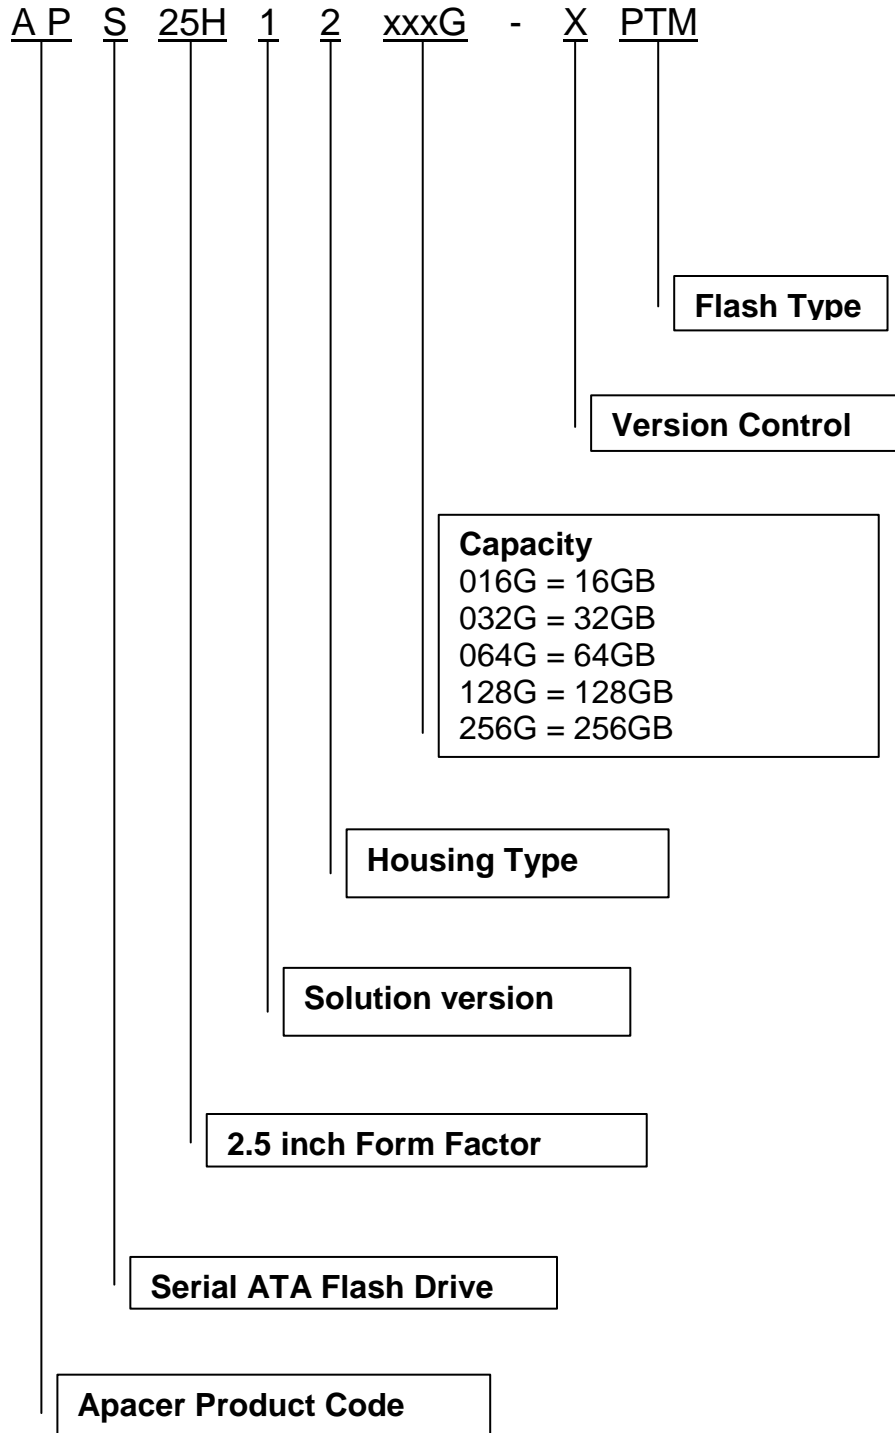 A P S 25H 1 2 xxxG - X PTM
Flash Type
Version Control
Capacity
016G = 16GB
032G = 32GB
064G = 64GB
128G = 128GB
256G = 256GB
Housing Type
Solution version
2.5 inch Form Factor
Serial ATA Flash Drive
Apacer Product Code